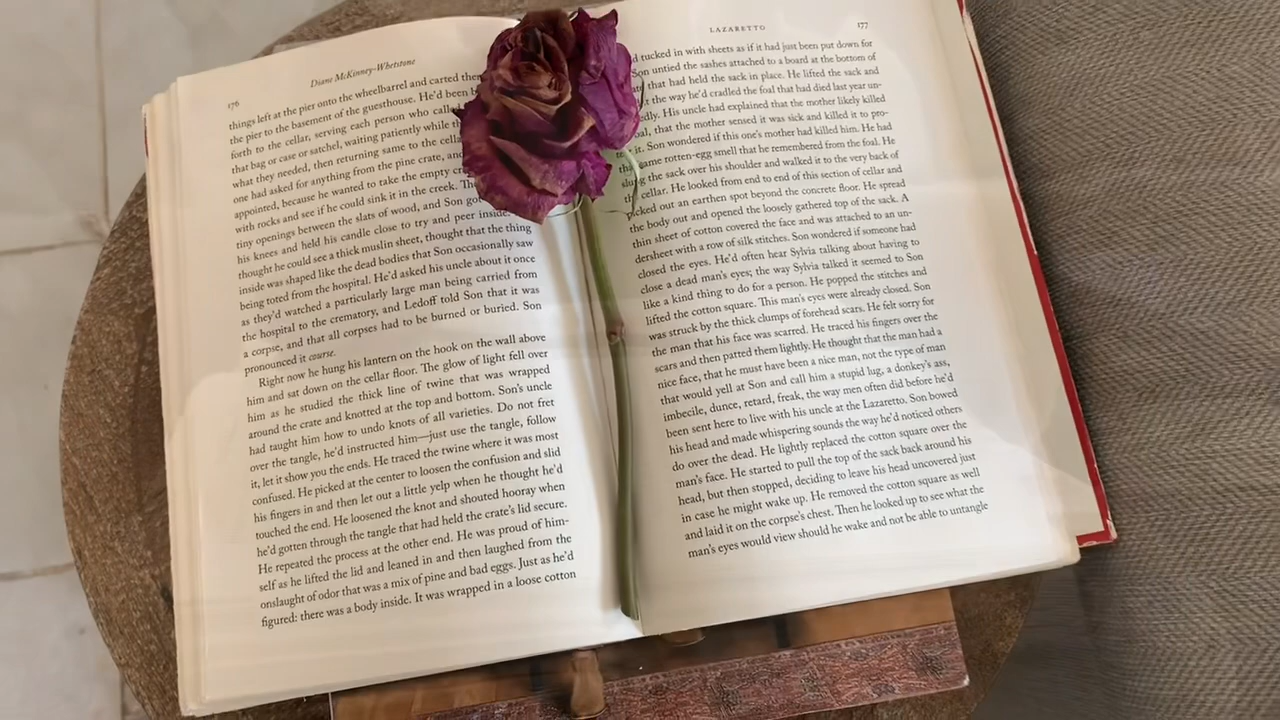 176
Diane McKinney-Whetstone
things left at the pier onto the wheelbarrel and carted
the pier to the basement of the guesthouse. He'd been
forth to the cellar, serving each person who
that bag or case or satchel, waiting patiently while
what they needed, then returning same to the
one had asked for anything from the pine crate, and
appointed, because he wanted to take the empty
with rocks and see if he could sink it in the creek.
tiny openings between the slats of wood, and Son
his knees and held his candle close to try and peer inside.
thought he could see a thick muslin sheet, thought that the thing
inside was shaped like the dead bodies that Son occasionally saw
being toted from the hospital. He'd asked his uncle about it once
as they'd watched a particularly large man being carried from
the hospital to the crematory, and Ledoff told Son that it was
a corpse, and that all corpses had to be burned or buried. Son
pronounced it course.
Right now he hung his lantern on the hook on the wall above
him and sat down on the cellar floor. The glow of light fell over
him as he studied the thick line of twine that was wrapped
around the crate and knotted at the top and bottom. Son's uncle
had taught him how to undo knots of all varieties. Do not fret
over the tangle, he'd instructed him—just use the tangle, follow
it, let it show you the ends. He traced the twine where it was most
confused. He picked at the center to loosen the confusion and slid
his fingers in and then let out a little yelp when he thought he'd
touched the end. He loosened the knot and shouted hooray when
he'd gotten through the tangle that had held the crate's lid secure.
He repeated the process at the other end. He was proud of him-
self as he lifted the lid and leaned in and then laughed from the
onslaught of odor that was a mix of pine and bad eggs. Just as he'd
figured: there was a body inside. It was wrapped in a loose cotton
LAZARETTO
177
tucked in with sheets as if it had just been put down for
Son untied the sashes attached to a board at the bottom of
that had held the sack in place. He lifted the sack and
the way he'd cradled the foal that had died last year un-
His uncle had explained that the mother likely killed
that the mother sensed it was sick and killed it to pro-
it. Son wondered if this one's mother had killed him. He had
same rotten-egg smell that he remembered from the foal. He
slung the sack over his shoulder and walked it to the very back of
the cellar. He looked from end to end of this section of cellar and
picked out an earthen spot beyond the concrete floor. He spread
the body out and opened the loosely gathered top of the sack. A
thin sheet of cotton covered the face and was attached to an un-
dersheet with a row of silk stitches. Son wondered if someone had
closed the eyes. He'd often hear Sylvia talking about having to
close a dead man's eyes; the way Sylvia talked it seemed to Son
like a kind thing to do for a person. He popped the stitches and
lifted the cotton square. This man's eyes were already closed. Son
was struck by the thick clumps of forehead scars. He felt sorry for
the man that his face was scarred. He traced his fingers over the
scars and then patted them lightly. He thought that the man had a
nice face, that he must have been a nice man, not the type of man
that would yell at Son and call him a stupid lug, a donkey's ass,
imbecile, dunce, retard, freak, the way men often did before he'd
been sent here to live with his uncle at the Lazaretto. Son bowed
his head and made whispering sounds the way he'd noticed others
do over the dead. He lightly replaced the cotton square over the
man's face. He started to pull the top of the sack back around his
head, but then stopped, deciding to leave his head uncovered just
in case he might wake up. He removed the cotton square as well
and laid it on the corpse's chest. Then he looked up to see what the
man's eyes would view should he wake and not be able to untangle